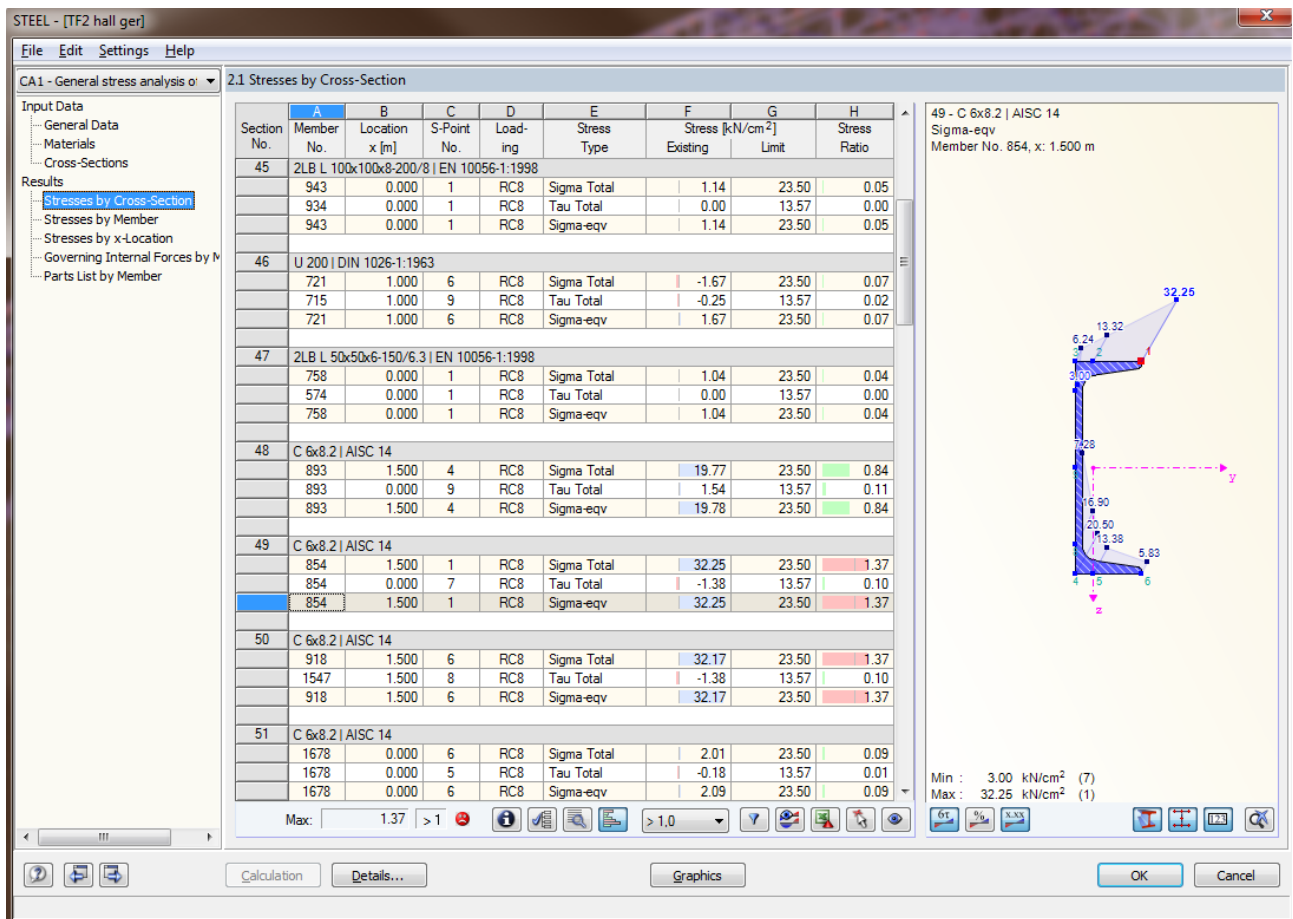 STEEL - [TF2 hall ger]
File Edit Settings Help
CA1 - General stress analysis o
2.1 Stresses by Cross-Section
Input Data
General Data
Materials
Cross-Sections
Results
Stresses by Cross-Section
Stresses by Member
Stresses by x-Location
Governing Internal Forces by M
Parts List by Member
A B C D E F G H
Section Member Location S-Point Load- Stress Stress [kN/cm²] Stress
No. No. x [m] No. ing Type Existing Limit Ratio
45 2LB L 100x100x8-200/8 | EN 10056-1:1998
943 0.000 1 RC8 Sigma Total 1.14 23.50 0.05
934 0.000 1 RC8 Tau Total 0.00 13.57 0.00
943 0.000 1 RC8 Sigma-eqv 1.14 23.50 0.05
46 U 200 | DIN 1026-1:1963
721 1.000 6 RC8 Sigma Total -1.67 23.50 0.07
715 1.000 9 RC8 Tau Total -0.25 13.57 0.02
721 1.000 6 RC8 Sigma-eqv 1.67 23.50 0.07
47 2LB L 50x50x6-150/6.3 | EN 10056-1:1998
758 0.000 1 RC8 Sigma Total 1.04 23.50 0.04
574 0.000 1 RC8 Tau Total 0.00 13.57 0.00
758 0.000 1 RC8 Sigma-eqv 1.04 23.50 0.04
48 C 6x8.2 | AISC 14
893 1.500 4 RC8 Sigma Total 19.77 23.50 0.84
893 0.000 9 RC8 Tau Total 1.54 13.57 0.11
893 1.500 4 RC8 Sigma-eqv 19.78 23.50 0.84
49 C 6x8.2 | AISC 14
854 1.500 1 RC8 Sigma Total 32.25 23.50 1.37
854 0.000 7 RC8 Tau Total -1.38 13.57 0.10
854 1.500 1 RC8 Sigma-eqv 32.25 23.50 1.37
50 C 6x8.2 | AISC 14
918 1.500 6 RC8 Sigma Total 32.17 23.50 1.37
1547 1.500 8 RC8 Tau Total -1.38 13.57 0.10
918 1.500 6 RC8 Sigma-eqv 32.17 23.50 1.37
51 C 6x8.2 | AISC 14
1678 0.000 6 RC8 Sigma Total 2.01 23.50 0.09
1678 0.000 5 RC8 Tau Total -0.18 13.57 0.01
1678 0.000 6 RC8 Sigma-eqv 2.09 23.50 0.09
Max: 1.37 > 1
> 1,0
49 - C 6x8.2 | AISC 14
Sigma-eqv
Member No. 854, x: 1.500 m
32.25
13.32
6.24
3 2 1
3.00
7.28
y
16.90
20.50
13.38
5.83
4 5 6
z
Min : 3.00 kN/cm² (7)
Max : 32.25 kN/cm² (1)
στ % x.xx
123
Calculation Details... Graphics OK Cancel